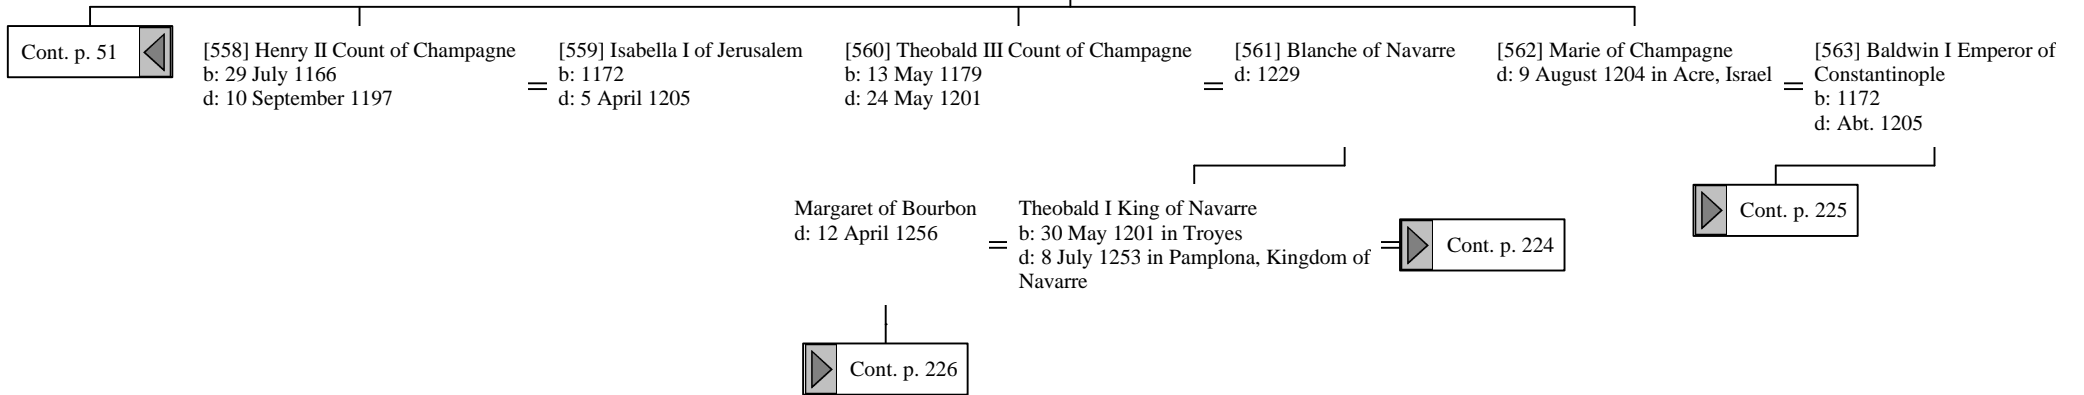 Cont. p. 51
[558] Henry II Count of Champagne
b: 29 July 1166
d: 10 September 1197
=
[559] Isabella I of Jerusalem
b: 1172
d: 5 April 1205
[560] Theobald III Count of Champagne
b: 13 May 1179
d: 24 May 1201
=
[561] Blanche of Navarre
d: 1229
[562] Marie of Champagne
d: 9 August 1204 in Acre, Israel
=
[563] Baldwin I Emperor of
Constantinople
b: 1172
d: Abt. 1205
Margaret of Bourbon
d: 12 April 1256
=
Theobald I King of Navarre
b: 30 May 1201 in Troyes
d: 8 July 1253 in Pamplona, Kingdom of
Navarre
=
Cont. p. 224
Cont. p. 225
Cont. p. 226